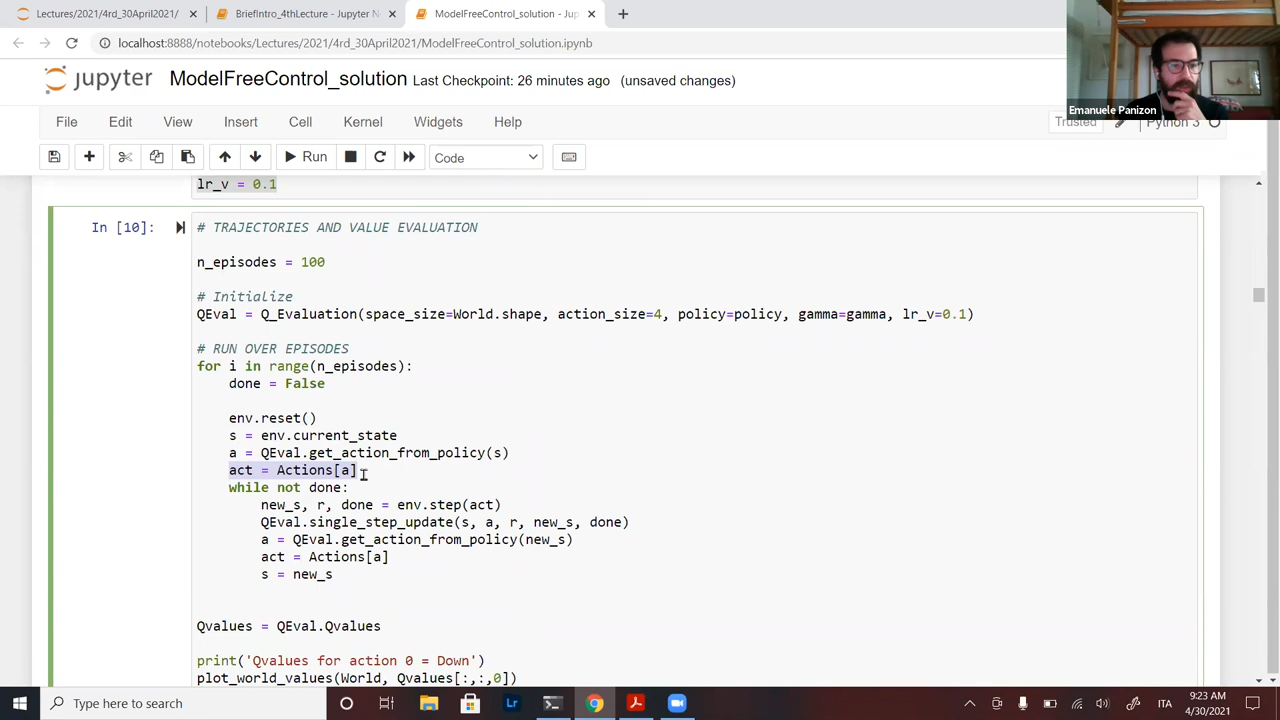 Lectures/2021/4rd_30April2021/
BriefIntro_4thLecture - Jupyter N
ModelFreeControl_solution - Jup
localhost:8888/notebooks/Lectures/2021/4rd_30April2021/ModelFreeControl_solution.ipynb
Emanuele Panizon
jupyter ModelFreeControl_solution Last Checkpoint: 26 minutes ago (unsaved changes)
File Edit View Insert Cell Kernel Widgets Help
Trusted Python 3
Run Code
lr_v = 0.1
In [10]:
# TRAJECTORIES AND VALUE EVALUATION
n_episodes = 100
# Initialize
QEval = Q_Evaluation(space_size=World.shape, action_size=4, policy=policy, gamma=gamma, lr_v=0.1)
# RUN OVER EPISODES
for i in range(n_episodes):
done = False
env.reset()
s = env.current_state
a = QEval.get_action_from_policy(s)
act = Actions[a]
while not done:
new_s, r, done = env.step(act)
QEval.single_step_update(s, a, r, new_s, done)
a = QEval.get_action_from_policy(new_s)
act = Actions[a]
s = new_s
Qvalues = QEval.Qvalues
print('Qvalues for action 0 = Down')
plot_world_values(World, Qvalues[:,:,0])
Type here to search
ITA
9:23 AM
4/30/2021